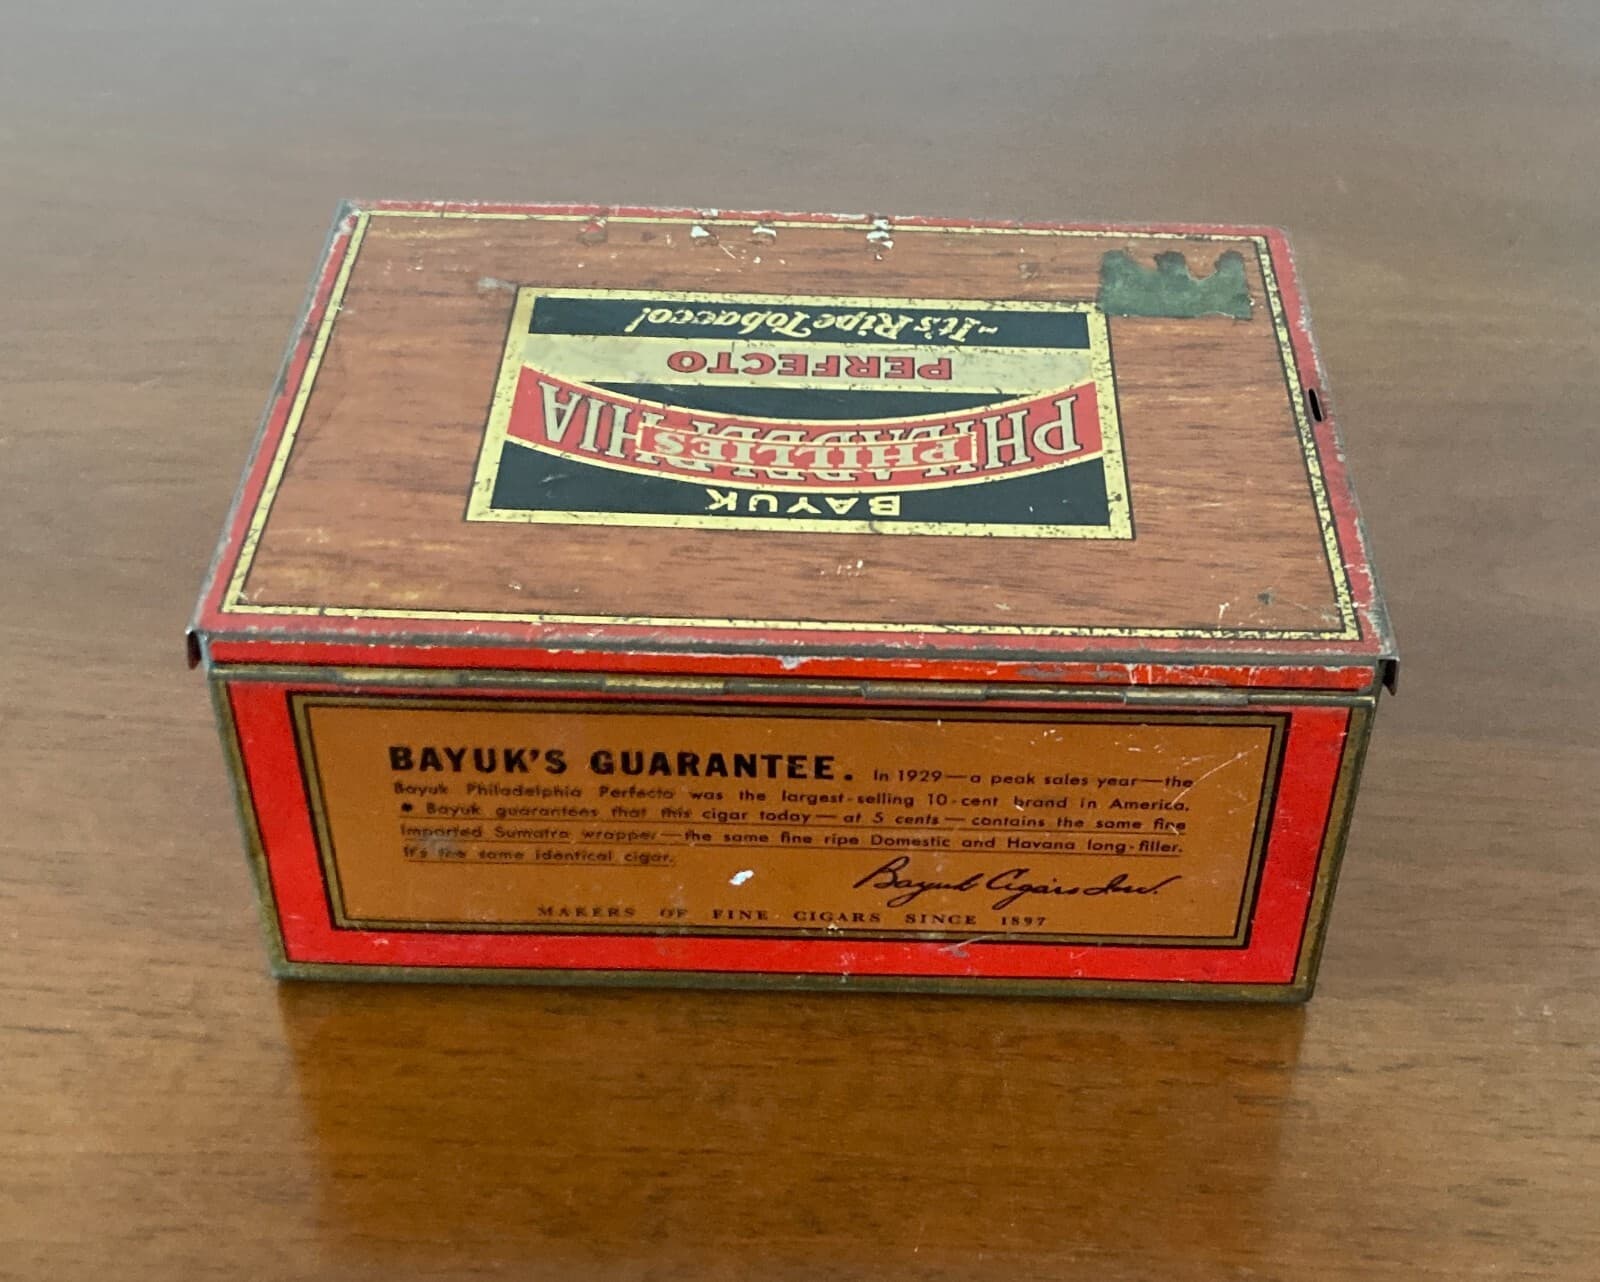 ~It's Ripe Tobacco!
PERFECTO
PHILADELPHIA
PHILLIES
BAYUK
BAYUK'S GUARANTEE. In 1929—a peak sales year—the
Bayuk Philadelphia Perfecto was the largest-selling 10-cent brand in America.
• Bayuk guarantees that this cigar today—at 5 cents—contains the same fine
Imported Sumatra wrapper—the same fine ripe Domestic and Havana long-filler.
It's the same identical cigar.
Bayuk Cigars Inc.
MAKERS OF FINE CIGARS SINCE 1897